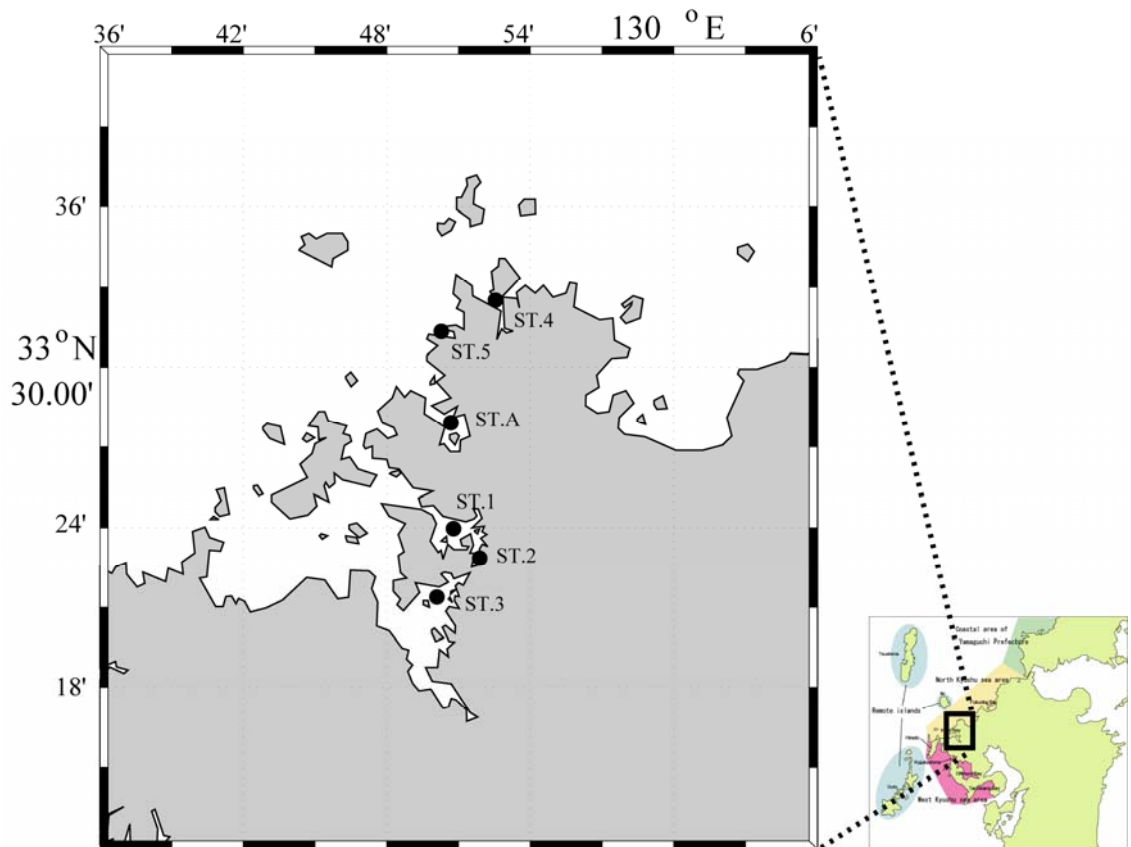 36' 42' 48' 54' 130 °E 6'
36'
ST.4
ST.5
33°N
30.00'
ST.A
ST.1
24'
ST.2
ST.3
18'
Coastal area of
Yamaguchi Prefecture
Tsushima
North Kyushu sea area
Remote islands
Hirado
West Kyushu sea area